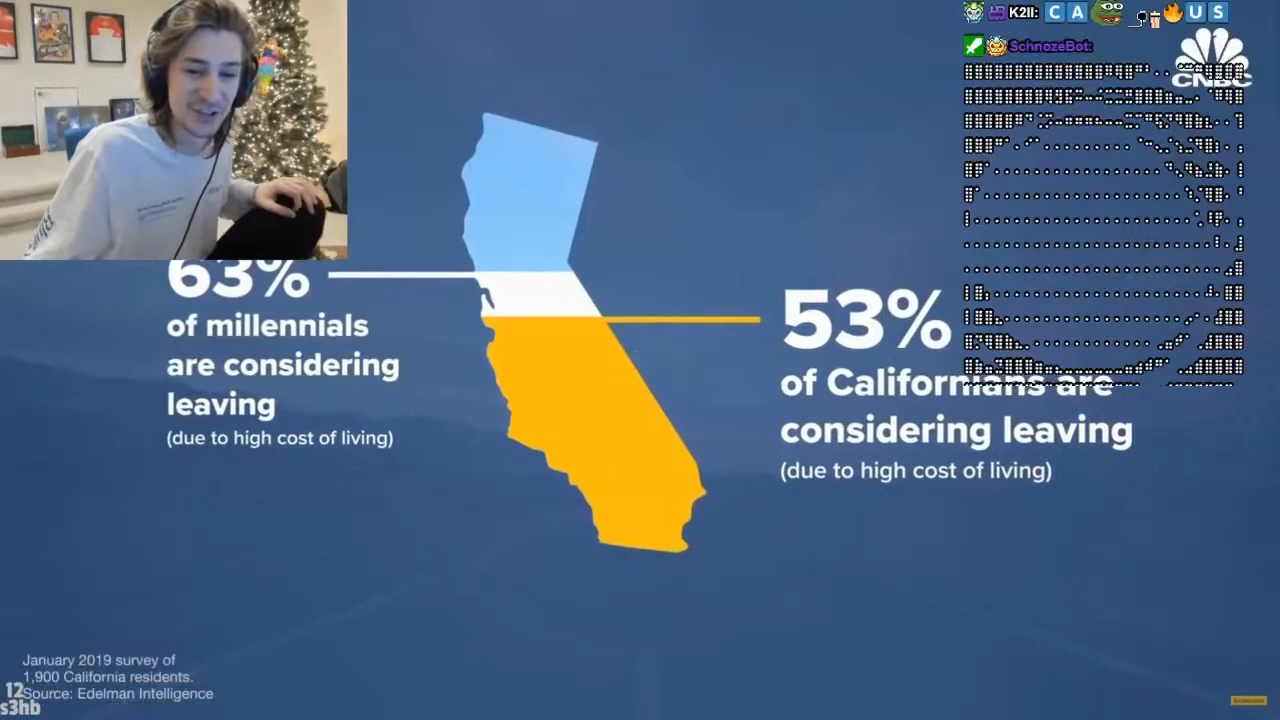 K2II: C A U S
SchnozeBot:
CNBC
63%
of millennials
are considering
leaving
(due to high cost of living)
53%
of Californians are
considering leaving
(due to high cost of living)
January 2019 survey of
1,900 California residents.
Source: Edelman Intelligence
12
s3hb